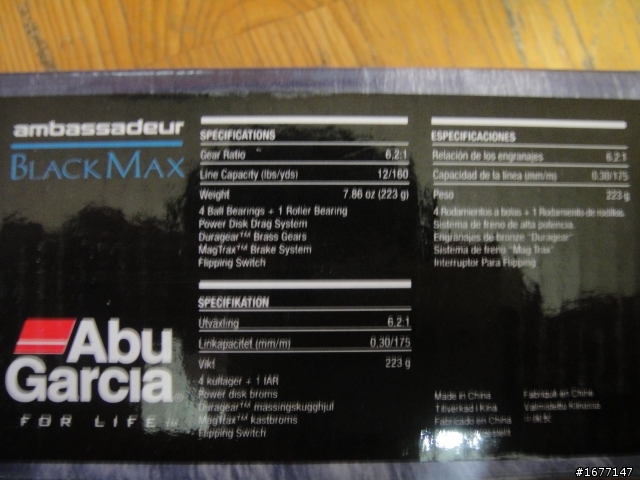 ambassadeur
BLACKMAX
SPECIFICATIONS
Gear Ratio 6,2:1
Line Capacity (lbs/yds) 12/160
Weight 7.86 oz (223 g)
4 Ball Bearings + 1 Roller Bearing
Power Disk Drag System
Duragear™ Brass Gears
MagTrax™ Brake System
Flipping Switch
SPECIFIKATION
Utväxling 6,2:1
Linkapacitet (mm/m) 0,30/175
Vikt 223 g
4 kullager + 1 IAR
Power disk broms
Duragear™ massingskugghjul
MagTrax™ kastbroms
Flipping Switch
ESPECIFICACIONES
Relación de los engranajes 6,2:1
Capacidad de la línea (mm/m) 0,30/175
Peso 223 g
4 Rodamientos a bolas + 1 Rodamiento de rodillos
Sistema de freno de alta potencia
Engranajes de bronze "Duragear"
Sistema de freno "Mag Trax"
Interruptor Para Flipping
Abu
Garcia
FOR LIFE
Made in China
Tillverkad i Kina
Fabricado en China
Fabriqué en Chine
Valmistettu Kiinassa
#1677147